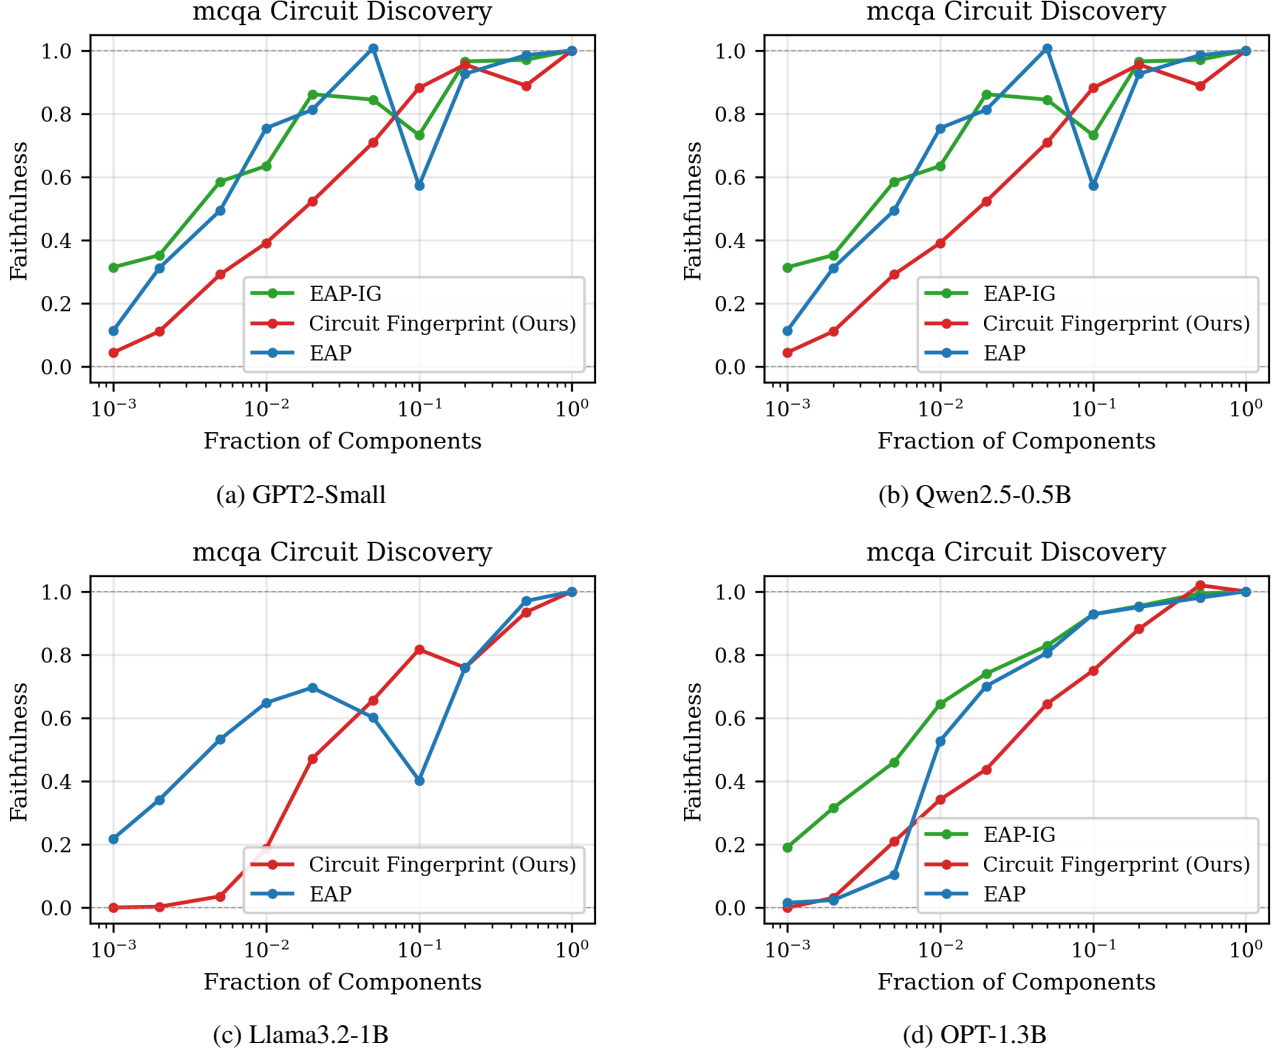 mcqa Circuit Discovery
Faithfulness
1.0
0.8
0.6
0.4
0.2
0.0
EAP-IG
Circuit Fingerprint (Ours)
EAP
10⁻³ 10⁻² 10⁻¹ 10⁰
Fraction of Components
(a) GPT2-Small
mcqa Circuit Discovery
Faithfulness
1.0
0.8
0.6
0.4
0.2
0.0
EAP-IG
Circuit Fingerprint (Ours)
EAP
10⁻³ 10⁻² 10⁻¹ 10⁰
Fraction of Components
(b) Qwen2.5-0.5B
mcqa Circuit Discovery
Faithfulness
1.0
0.8
0.6
0.4
0.2
0.0
Circuit Fingerprint (Ours)
EAP
10⁻³ 10⁻² 10⁻¹ 10⁰
Fraction of Components
(c) Llama3.2-1B
mcqa Circuit Discovery
Faithfulness
1.0
0.8
0.6
0.4
0.2
0.0
EAP-IG
Circuit Fingerprint (Ours)
EAP
10⁻³ 10⁻² 10⁻¹ 10⁰
Fraction of Components
(d) OPT-1.3B